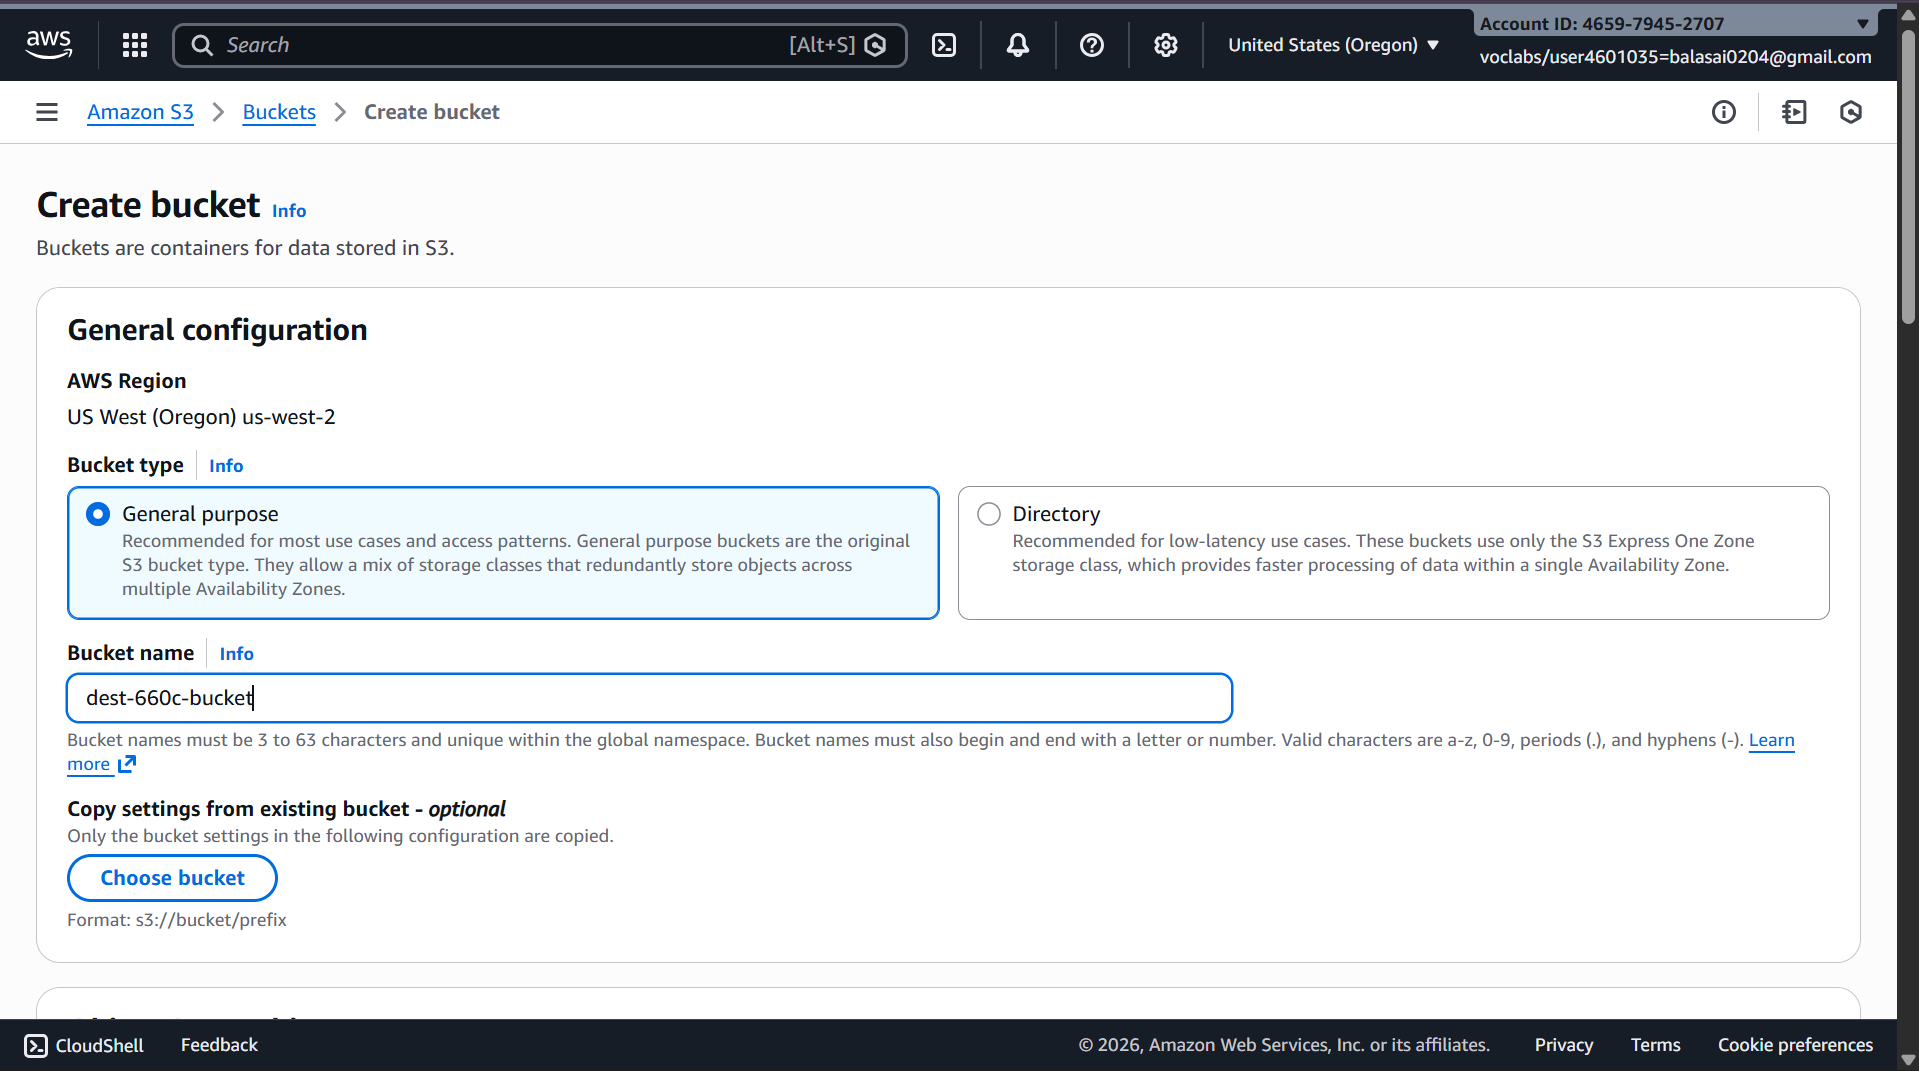 aws
Search [Alt+S]
United States (Oregon)
Account ID: 4659-7945-2707
voclabs/user4601035=balasai0204@gmail.com
Amazon S3 > Buckets > Create bucket
Create bucket Info
Buckets are containers for data stored in S3.
General configuration
AWS Region
US West (Oregon) us-west-2
Bucket type Info
General purpose
Recommended for most use cases and access patterns. General purpose buckets are the original
S3 bucket type. They allow a mix of storage classes that redundantly store objects across
multiple Availability Zones.
Directory
Recommended for low-latency use cases. These buckets use only the S3 Express One Zone
storage class, which provides faster processing of data within a single Availability Zone.
Bucket name Info
dest-660c-bucket
Bucket names must be 3 to 63 characters and unique within the global namespace. Bucket names must also begin and end with a letter or number. Valid characters are a-z, 0-9, periods (.), and hyphens (-). Learn
more
Copy settings from existing bucket - optional
Only the bucket settings in the following configuration are copied.
Choose bucket
Format: s3://bucket/prefix
CloudShell Feedback © 2026, Amazon Web Services, Inc. or its affiliates. Privacy Terms Cookie preferences